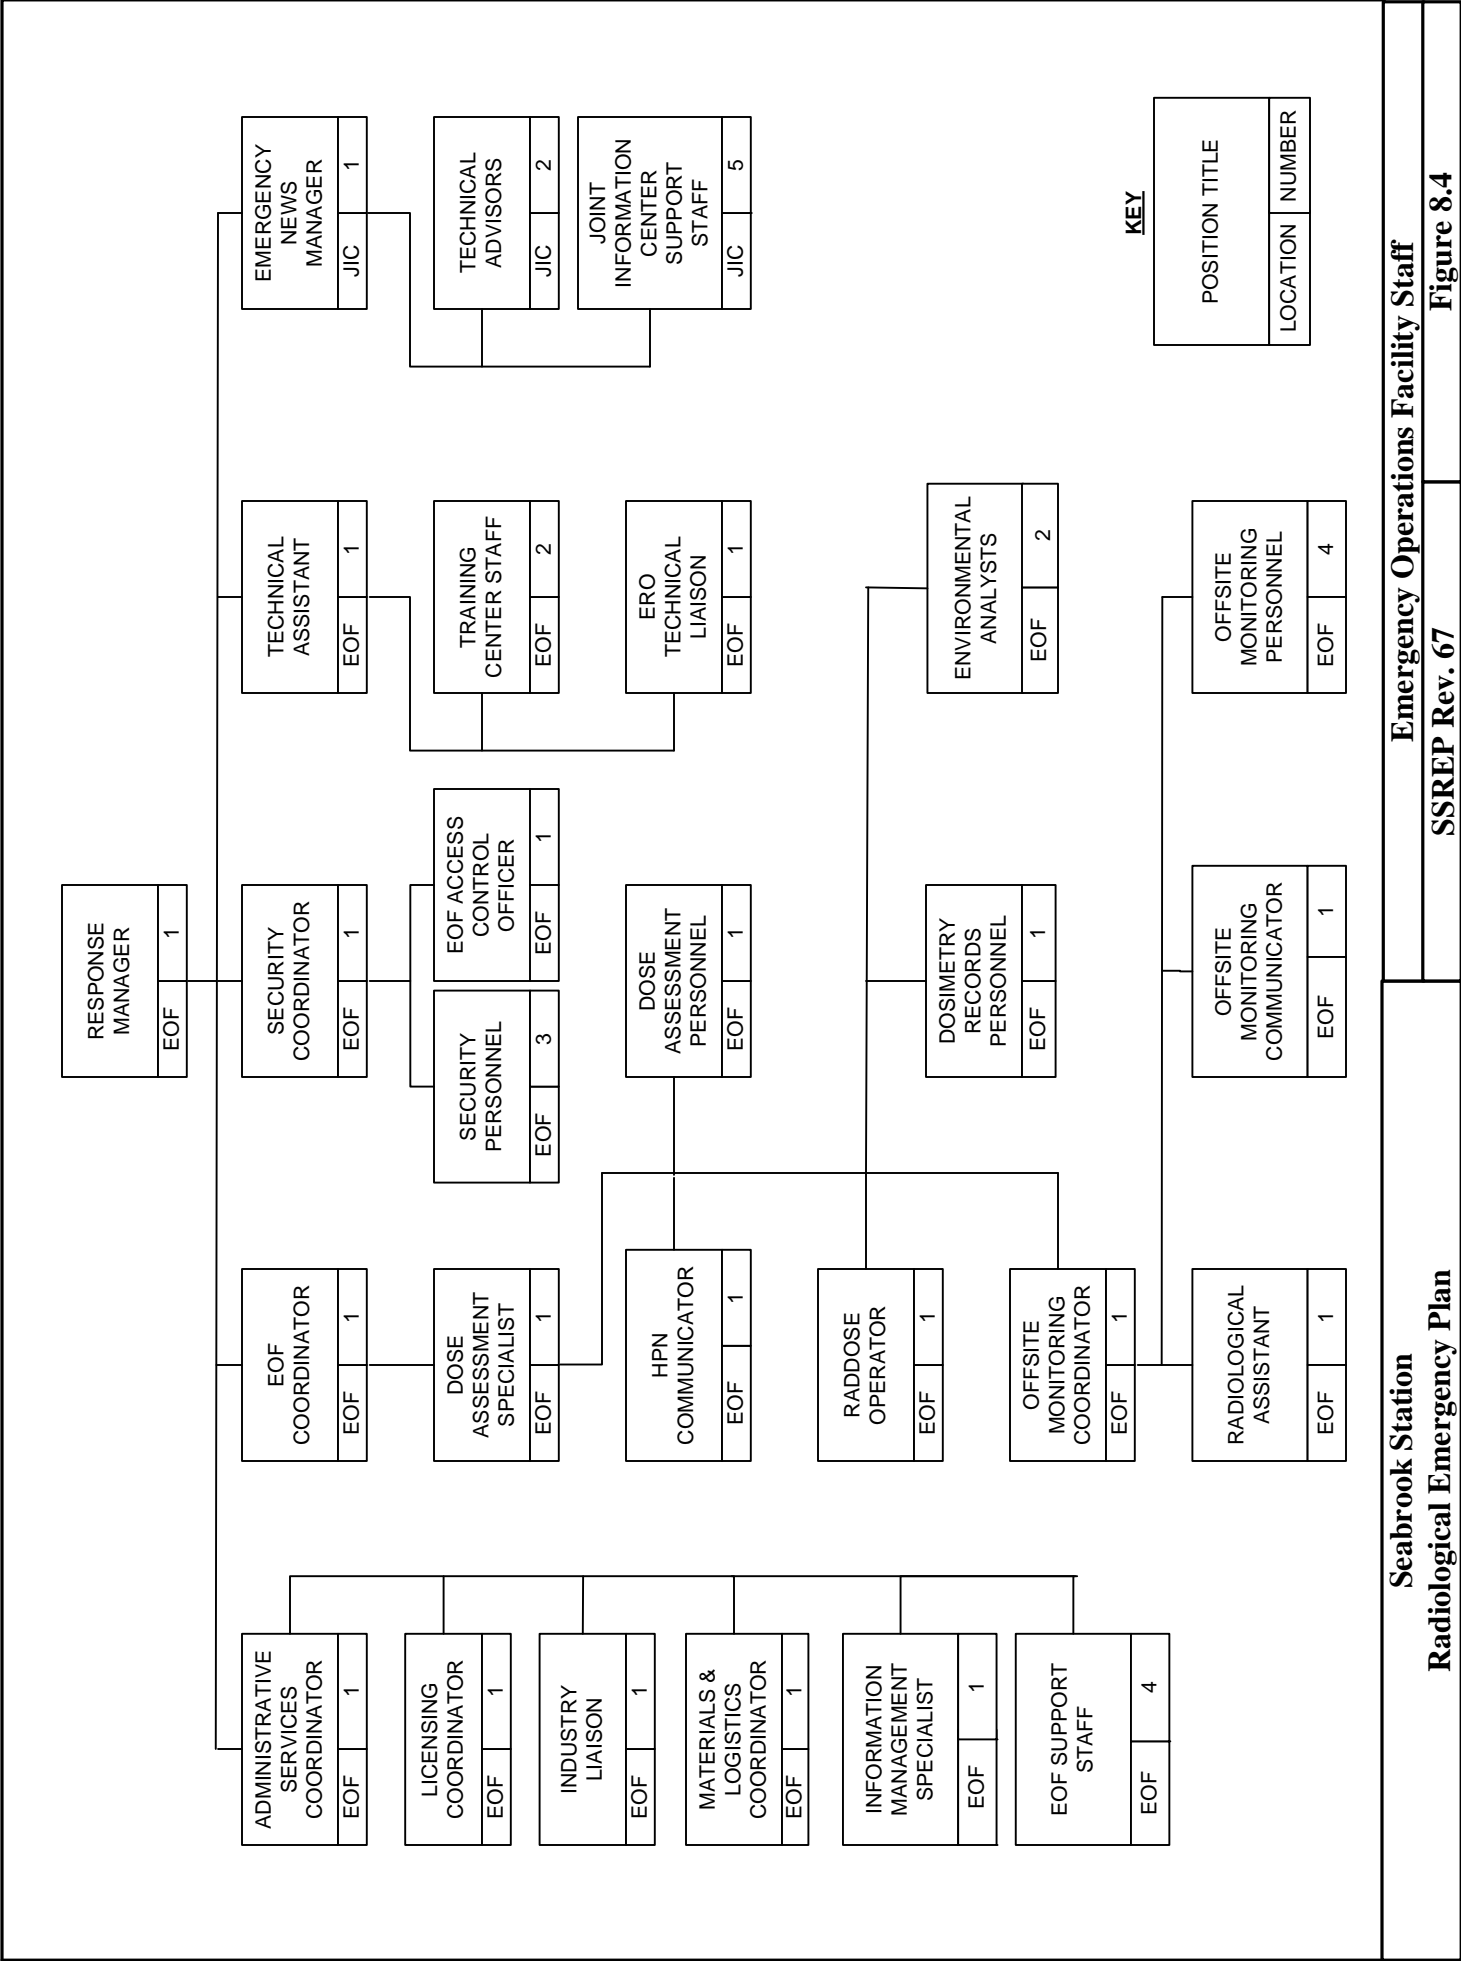 RESPONSE
MANAGER
EOF 1
ADMINISTRATIVE
SERVICES
COORDINATOR
EOF 1
EOF
COORDINATOR
EOF 1
SECURITY
COORDINATOR
EOF 1
TECHNICAL
ASSISTANT
EOF 1
EMERGENCY
NEWS
MANAGER
JIC 1
LICENSING
COORDINATOR
EOF 1
DOSE
ASSESSMENT
SPECIALIST
EOF 1
SECURITY
PERSONNEL
EOF 3
EOF ACCESS
CONTROL
OFFICER
EOF 1
TRAINING
CENTER STAFF
EOF 2
TECHNICAL
ADVISORS
JIC 2
INDUSTRY
LIAISON
EOF 1
HPN
COMMUNICATOR
EOF 1
DOSE
ASSESSMENT
PERSONNEL
EOF 1
ERO
TECHNICAL
LIAISON
EOF 1
JOINT
INFORMATION
CENTER
SUPPORT
STAFF
JIC 5
MATERIALS &
LOGISTICS
COORDINATOR
EOF 1
INFORMATION
MANAGEMENT
SPECIALIST
EOF 1
RADDOSE
OPERATOR
EOF 1
DOSIMETRY
RECORDS
PERSONNEL
EOF 1
ENVIRONMENTAL
ANALYSTS
EOF 2
EOF SUPPORT
STAFF
EOF 4
OFFSITE
MONITORING
COORDINATOR
EOF 1
RADIOLOGICAL
ASSISTANT
EOF 1
OFFSITE
MONITORING
COMMUNICATOR
EOF 1
OFFSITE
MONITORING
PERSONNEL
EOF 4
KEY
POSITION TITLE
LOCATION NUMBER
Seabrook Station
Radiological Emergency Plan
Emergency Operations Facility Staff
SSREP Rev. 67
Figure 8.4